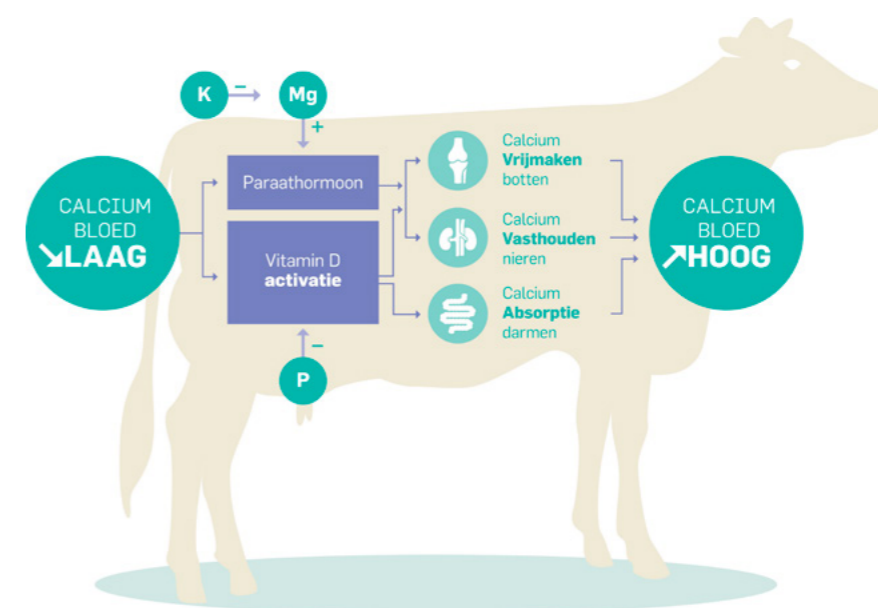 K
−
Mg
+
CALCIUM
BLOED
↘LAAG
Paraathormoon
Vitamin D
activatie
−
P
Calcium
Vrijmaken
botten
Calcium
Vasthouden
nieren
Calcium
Absorptie
darmen
CALCIUM
BLOED
↗HOOG